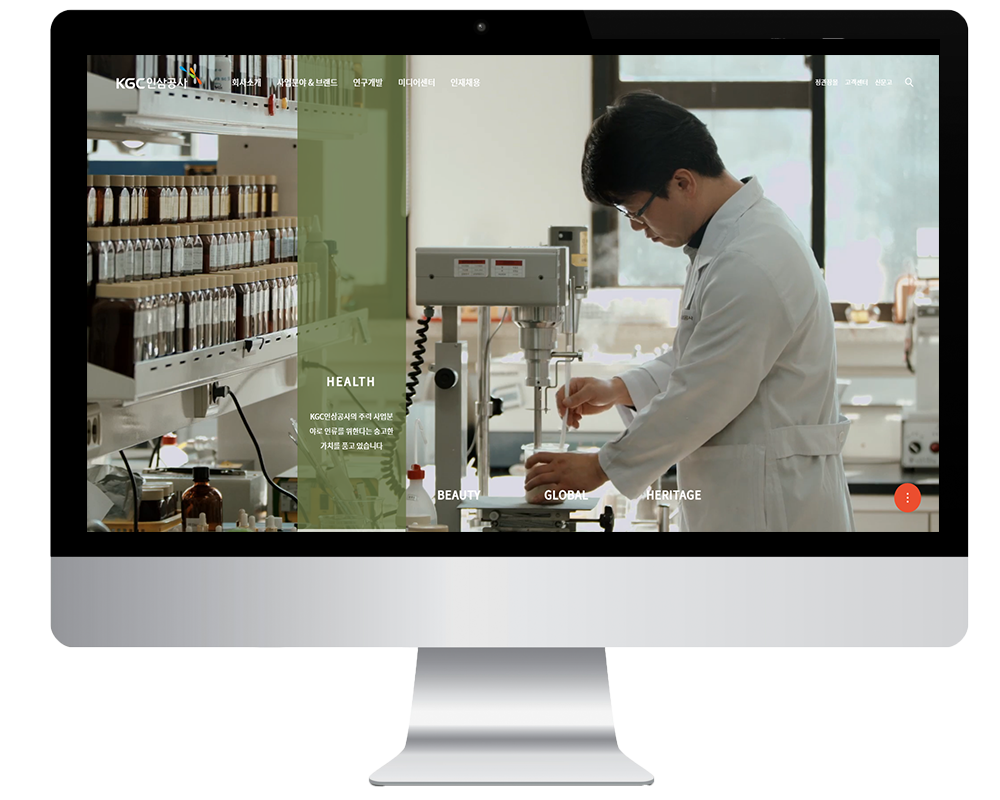 KGC인삼공사
회사소개 사업분야 & 브랜드 연구개발 미디어센터 인재채용
정관장몰 고객센터 신문고
HEALTH
KGC인삼공사의 주력 사업분
야로 인류를 위한다는 숭고한
가치를 품고 있습니다
BEAUTY GLOBAL HERITAGE